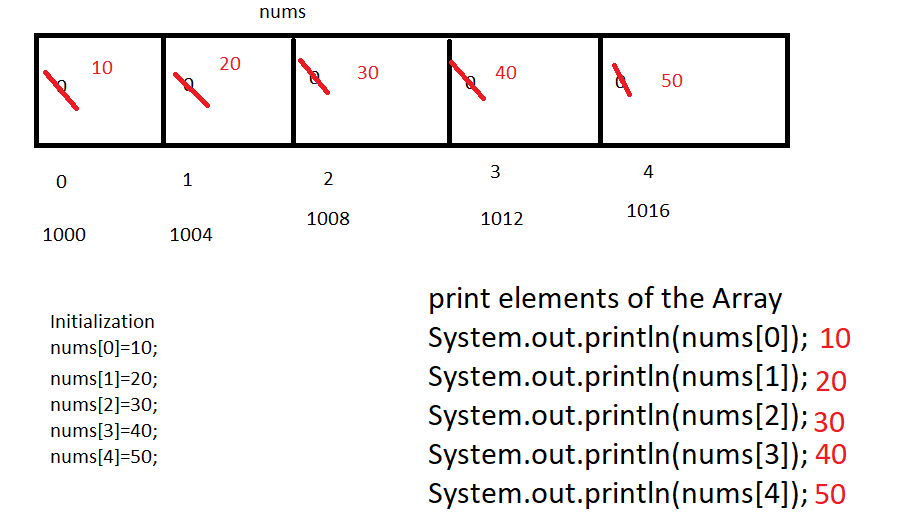 nums
0 10 0 20 0 30 0 40 0 50
0 1 2 3 4
1000 1004 1008 1012 1016
Initialization
nums[0]=10;
nums[1]=20;
nums[2]=30;
nums[3]=40;
nums[4]=50;
print elements of the Array
System.out.println(nums[0]); 10
System.out.println(nums[1]); 20
System.out.println(nums[2]); 30
System.out.println(nums[3]); 40
System.out.println(nums[4]); 50